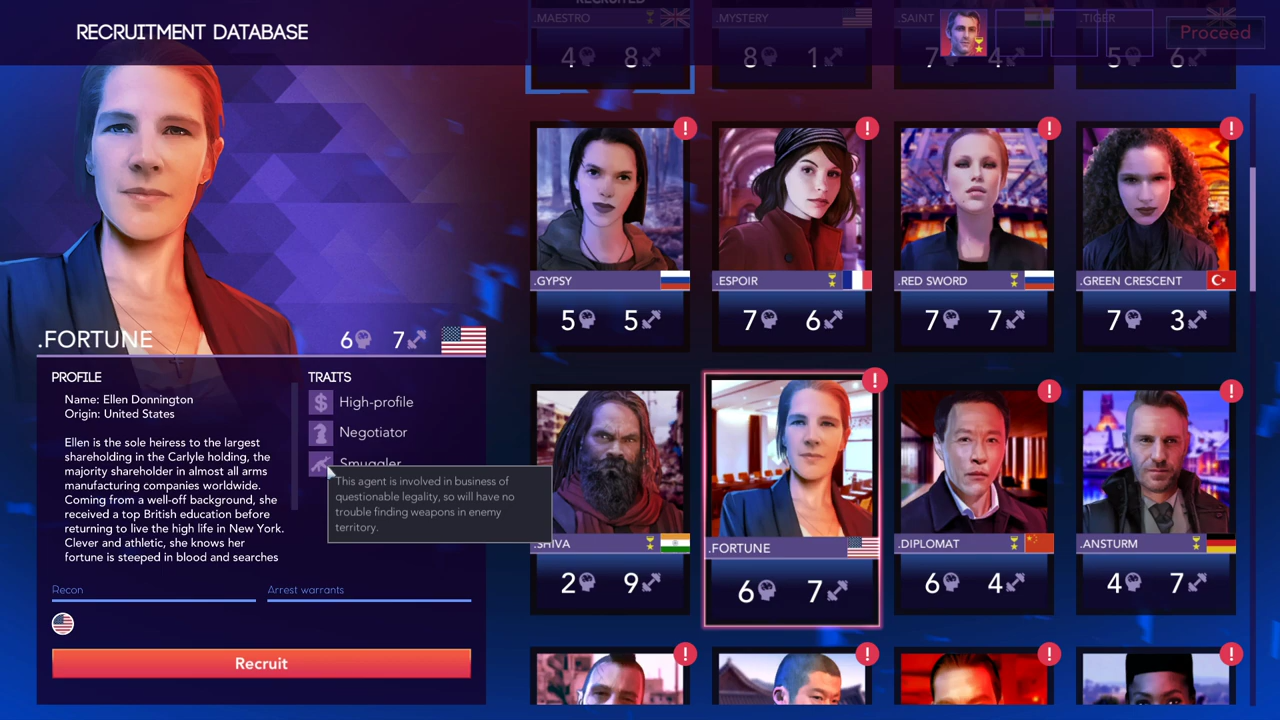 RECRUITMENT DATABASE
RECRUITED
.MAESTRO
.MYSTERY
.SAINT
.TIGER
Proceed
4 8
8 1
7 4
5 6
.GYPSY
.ESPOIR
.RED SWORD
.GREEN CRESCENT
5 5
7 6
7 7
7 3
.SHIVA
.FORTUNE
.DIPLOMAT
.ANSTURM
2 9
6 7
6 4
4 7
.FORTUNE
6 7
PROFILE
Name: Ellen Donnington
Origin: United States
Ellen is the sole heiress to the largest
shareholding in the Carlyle holding, the
majority shareholder in almost all arms
manufacturing companies worldwide.
Coming from a well-off background, she
received a top British education before
returning to live the high life in New York.
Clever and athletic, she knows her
fortune is steeped in blood and searches
TRAITS
High-profile
Negotiator
Smuggler
This agent is involved in business of
questionable legality, so will have no
trouble finding weapons in enemy
territory.
Recon
Arrest warrants
Recruit